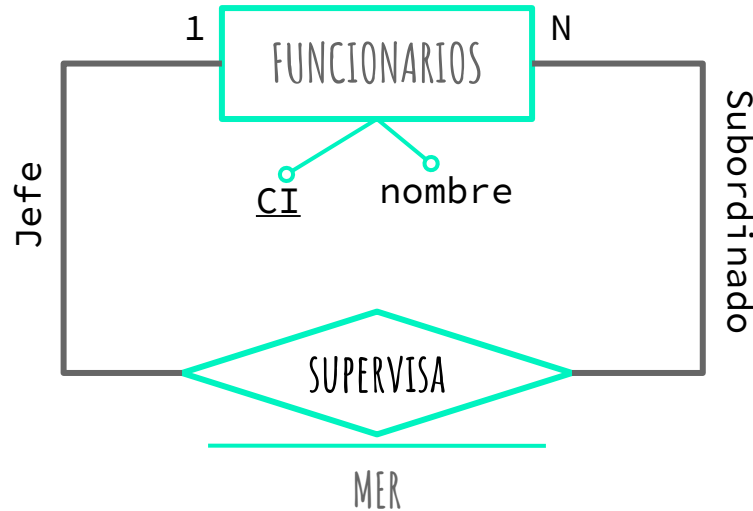 1
N
FUNCIONARIOS
Jefe
Subordinado
CI
nombre
SUPERVISA
MER